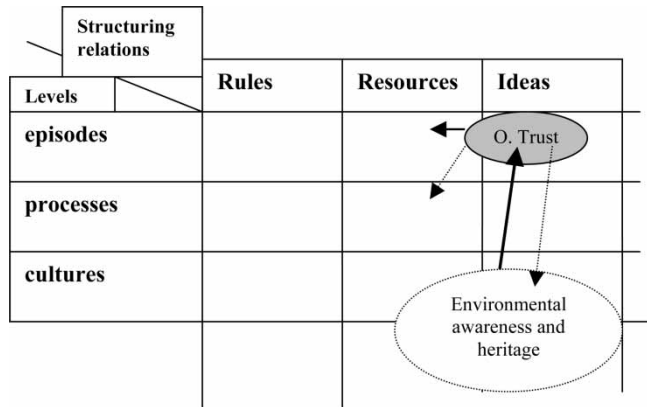 Structuring
relations
Rules
Resources
Ideas
Levels
episodes
O. Trust
processes
cultures
Environmental
awareness and
heritage